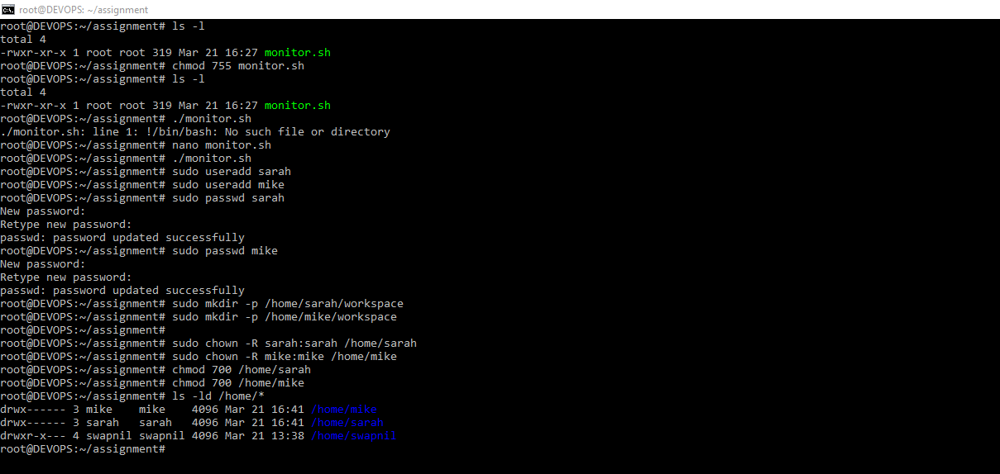 root@DEVOPS: ~/assignment
root@DEVOPS:~/assignment# ls -l
total 4
-rwxr-xr-x 1 root root 319 Mar 21 16:27 monitor.sh
root@DEVOPS:~/assignment# chmod 755 monitor.sh
root@DEVOPS:~/assignment# ls -l
total 4
-rwxr-xr-x 1 root root 319 Mar 21 16:27 monitor.sh
root@DEVOPS:~/assignment# ./monitor.sh
./monitor.sh: line 1: !/bin/bash: No such file or directory
root@DEVOPS:~/assignment# nano monitor.sh
root@DEVOPS:~/assignment# ./monitor.sh
root@DEVOPS:~/assignment# sudo useradd sarah
root@DEVOPS:~/assignment# sudo useradd mike
root@DEVOPS:~/assignment# sudo passwd sarah
New password:
Retype new password:
passwd: password updated successfully
root@DEVOPS:~/assignment# sudo passwd mike
New password:
Retype new password:
passwd: password updated successfully
root@DEVOPS:~/assignment# sudo mkdir -p /home/sarah/workspace
root@DEVOPS:~/assignment# sudo mkdir -p /home/mike/workspace
root@DEVOPS:~/assignment#
root@DEVOPS:~/assignment# sudo chown -R sarah:sarah /home/sarah
root@DEVOPS:~/assignment# sudo chown -R mike:mike /home/mike
root@DEVOPS:~/assignment# chmod 700 /home/sarah
root@DEVOPS:~/assignment# chmod 700 /home/mike
root@DEVOPS:~/assignment# ls -ld /home/*
drwx------ 3 mike    mike    4096 Mar 21 16:41 /home/mike
drwx------ 3 sarah   sarah   4096 Mar 21 16:41 /home/sarah
drwxr-x--- 4 swapnil swapnil 4096 Mar 21 13:38 /home/swapnil
root@DEVOPS:~/assignment#